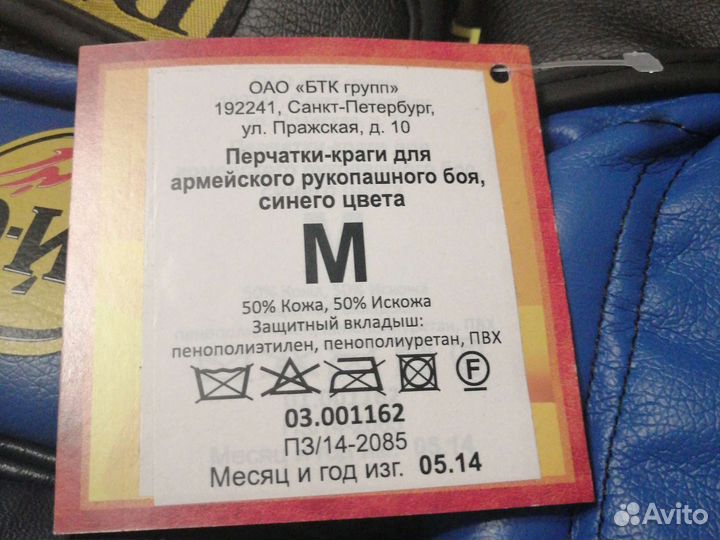 ОАО «БТК групп»
192241, Санкт-Петербург,
ул. Пражская, д. 10
Перчатки-краги для
армейского рукопашного боя,
синего цвета
М
50% Кожа, 50% Искожа
Защитный вкладыш:
пенополиэтилен, пенополиуретан, ПВХ
F
03.001162
ПЗ/14-2085
Месяц и год изг. 05.14
Avito